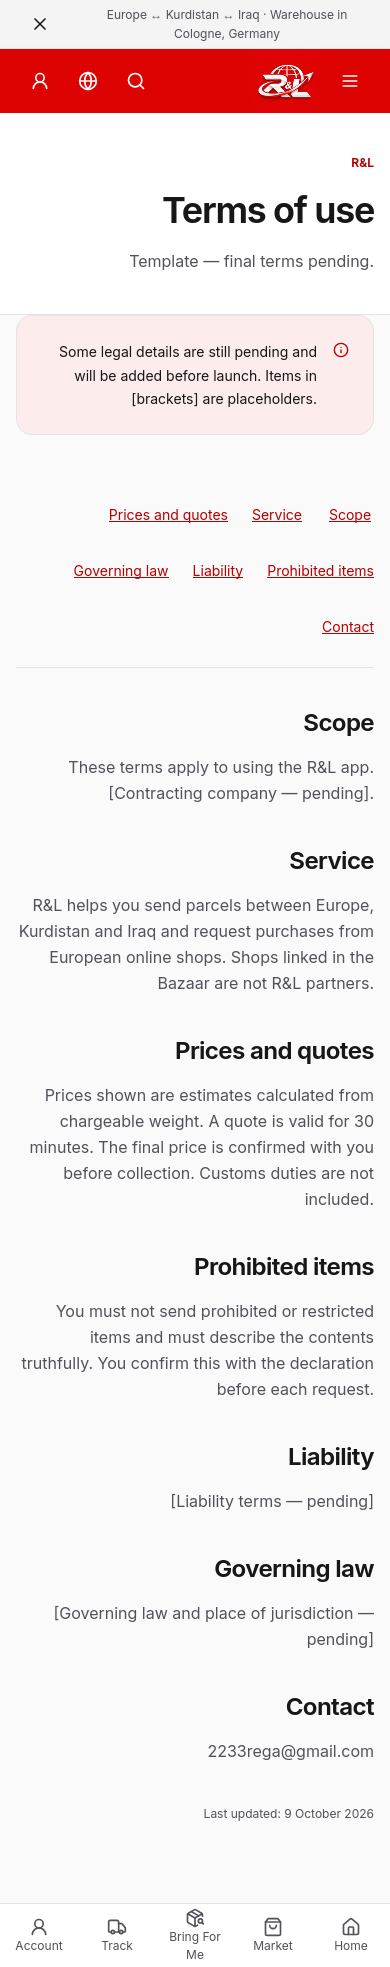 Europe ↔ Kurdistan ↔ Iraq · Warehouse in
Cologne, Germany
R&L
R&L
Terms of use
Template — final terms pending.
Some legal details are still pending and
will be added before launch. Items in
[brackets] are placeholders.
Scope Service Prices and quotes
Prohibited items Liability Governing law
Contact
Scope
These terms apply to using the R&L app.
[Contracting company — pending].
Service
R&L helps you send parcels between Europe,
Kurdistan and Iraq and request purchases from
European online shops. Shops linked in the
Bazaar are not R&L partners.
Prices and quotes
Prices shown are estimates calculated from
chargeable weight. A quote is valid for 30
minutes. The final price is confirmed with you
before collection. Customs duties are not
included.
Prohibited items
You must not send prohibited or restricted
items and must describe the contents
truthfully. You confirm this with the declaration
before each request.
Liability
[Liability terms — pending]
Governing law
[Governing law and place of jurisdiction —
pending]
Contact
2233rega@gmail.com
Last updated: 9 October 2026
Home Market Bring For Track Account
Me